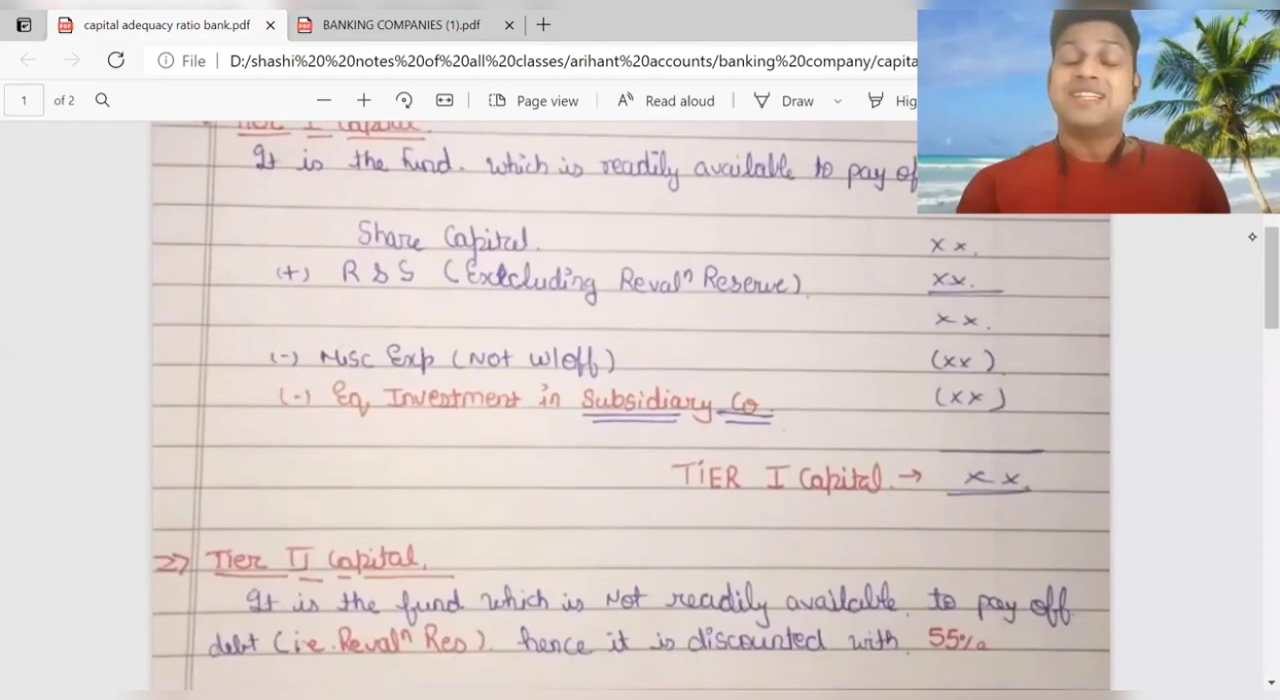 capital adequacy ratio bank.pdf
BANKING COMPANIES (1).pdf
File
D:/shashi%20%20notes%20of%20all%20classes/arihant%20accounts/banking%20company/capita
1 of 2
Page view
Read aloud
Draw
Hig
I Capital
It is the fund. which is readily available to pay of
Share Capital. x x.
(+) R & S (Excluding Revalⁿ Reserve) xx.
x x.
(-) Misc Exp (Not w/off) (xx)
(-) Eq Investment in Subsidiary Co (xx)
TIER I Capital → x x.
2) Tier II Capital.
It is the fund which is Not readily available. to pay off
debt (i.e. Revalⁿ Res). hence it is discounted with 55%